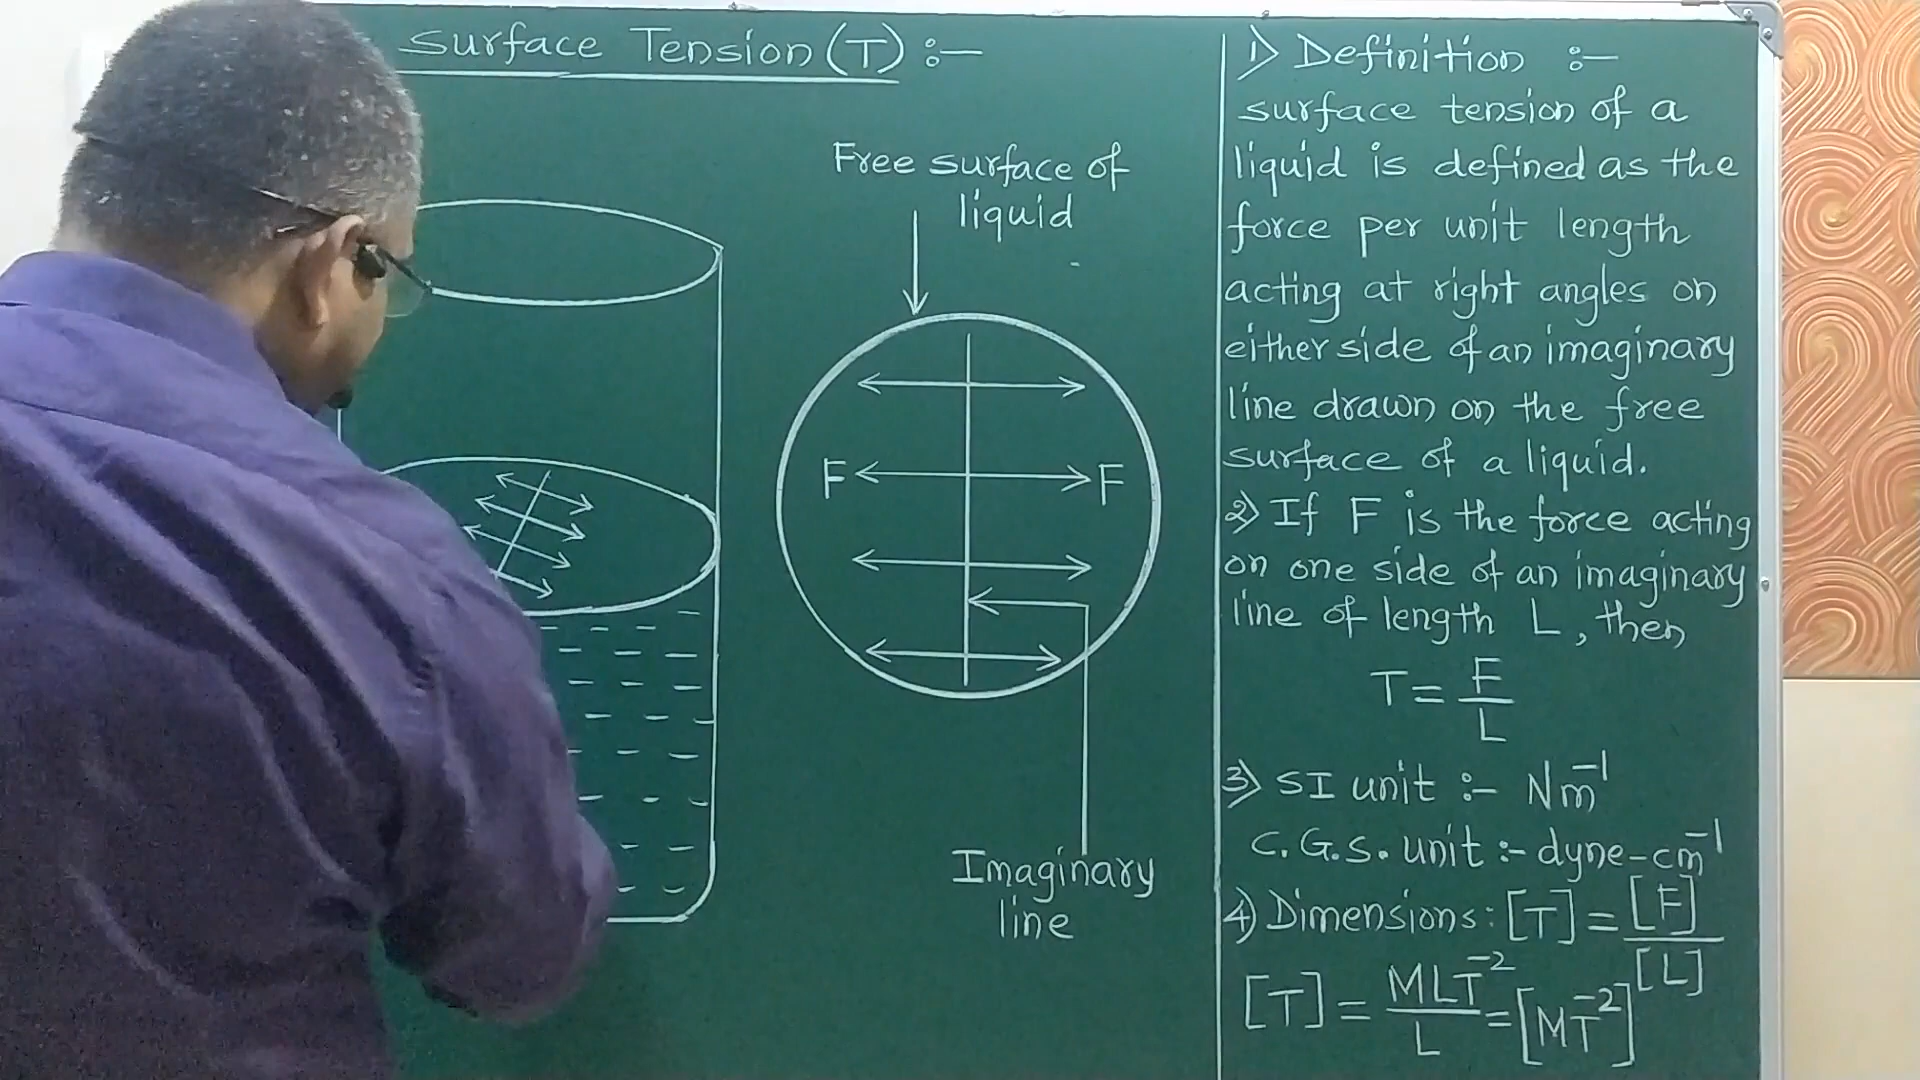 Surface Tension (T) :-
Free surface of
liquid
F F
Imaginary
line
1) Definition :-
surface tension of a
liquid is defined as the
force per unit length
acting at right angles on
either side of an imaginary
line drawn on the free
surface of a liquid.
2) If F is the force acting
on one side of an imaginary
line of length L, then
T = F/L
3) SI unit :- Nm⁻¹
C.G.S. unit :- dyne-cm⁻¹
4) Dimensions: [T] = [F]/[L]
[T] = MLT⁻²/L = [MT⁻²]